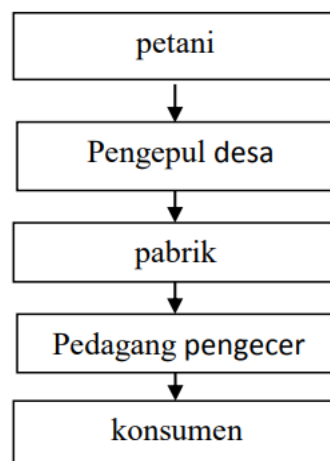 petani
Pengepul desa
pabrik
Pedagang pengecer
konsumen